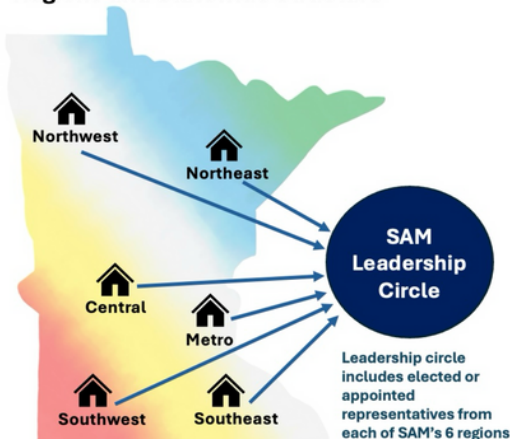 Northwest
Northeast
SAM
Leadership
Circle
Central
Metro
Leadership circle
includes elected or
appointed
representatives from
each of SAM's 6 regions
Southwest
Southeast